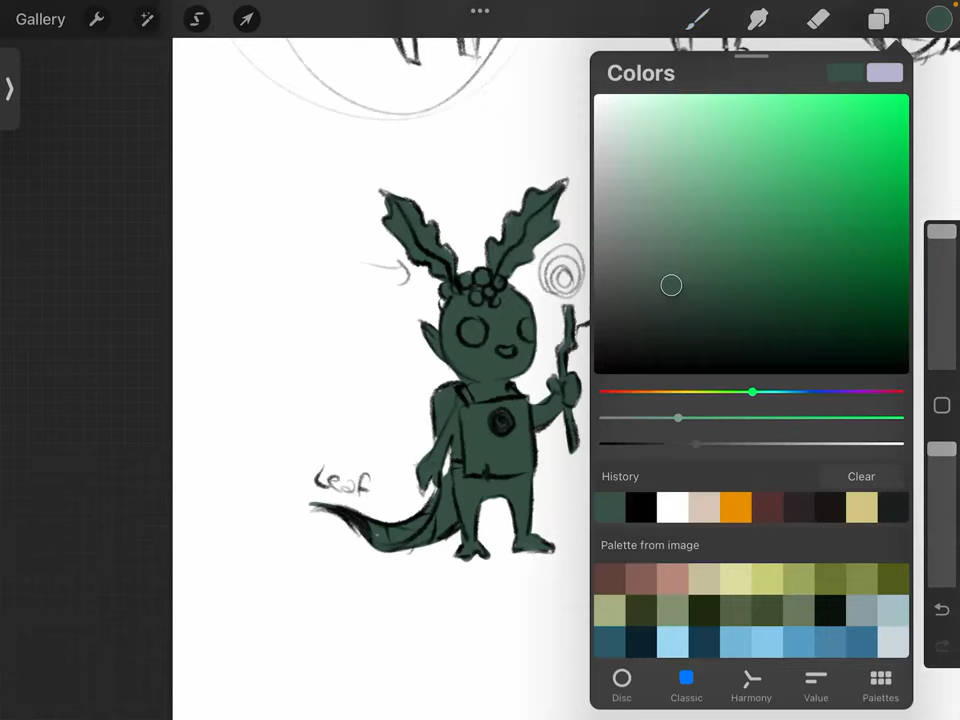 Gallery
Colors
History
Clear
Palette from image
Leaf
Disc
Classic
Harmony
Value
Palettes